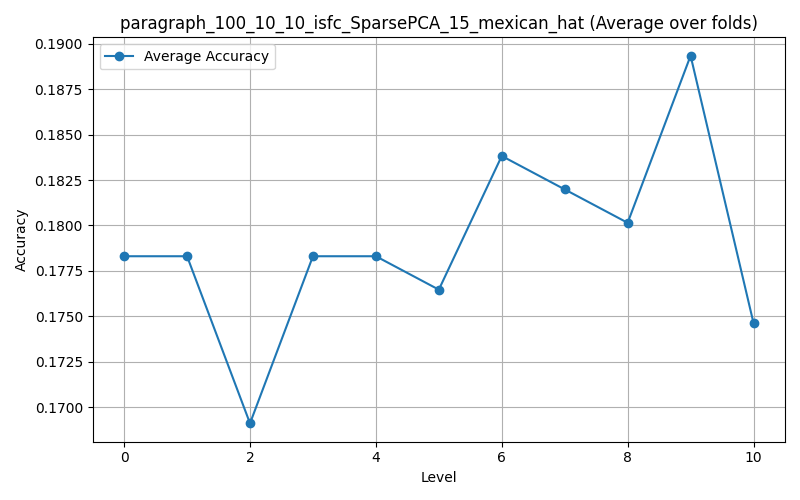 paragraph_100_10_10_isfc_SparsePCA_15_mexican_hat (Average over folds)
Average Accuracy
Accuracy
0.1900
0.1875
0.1850
0.1825
0.1800
0.1775
0.1750
0.1725
0.1700
0 2 4 6 8 10
Level